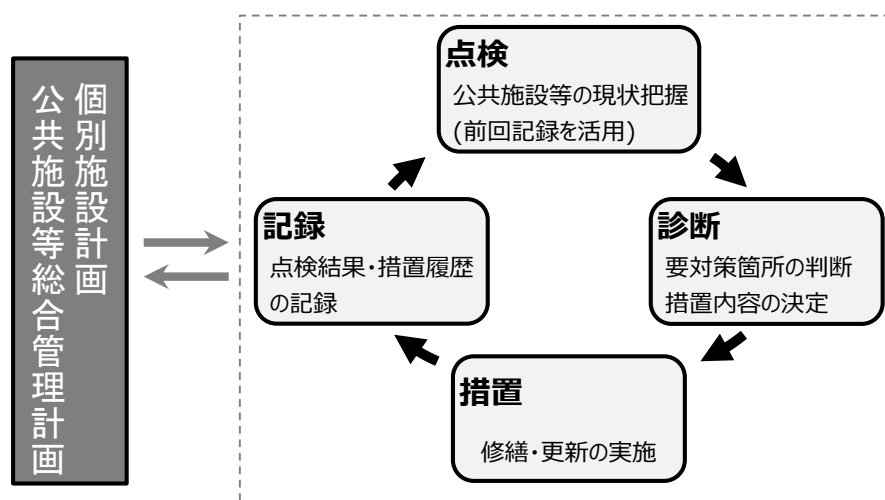 個別施設計画
公共施設等総合管理計画
点検
公共施設等の現状把握
(前回記録を活用)
診断
要対策箇所の判断
措置内容の決定
措置
修繕・更新の実施
記録
点検結果・措置履歴
の記録